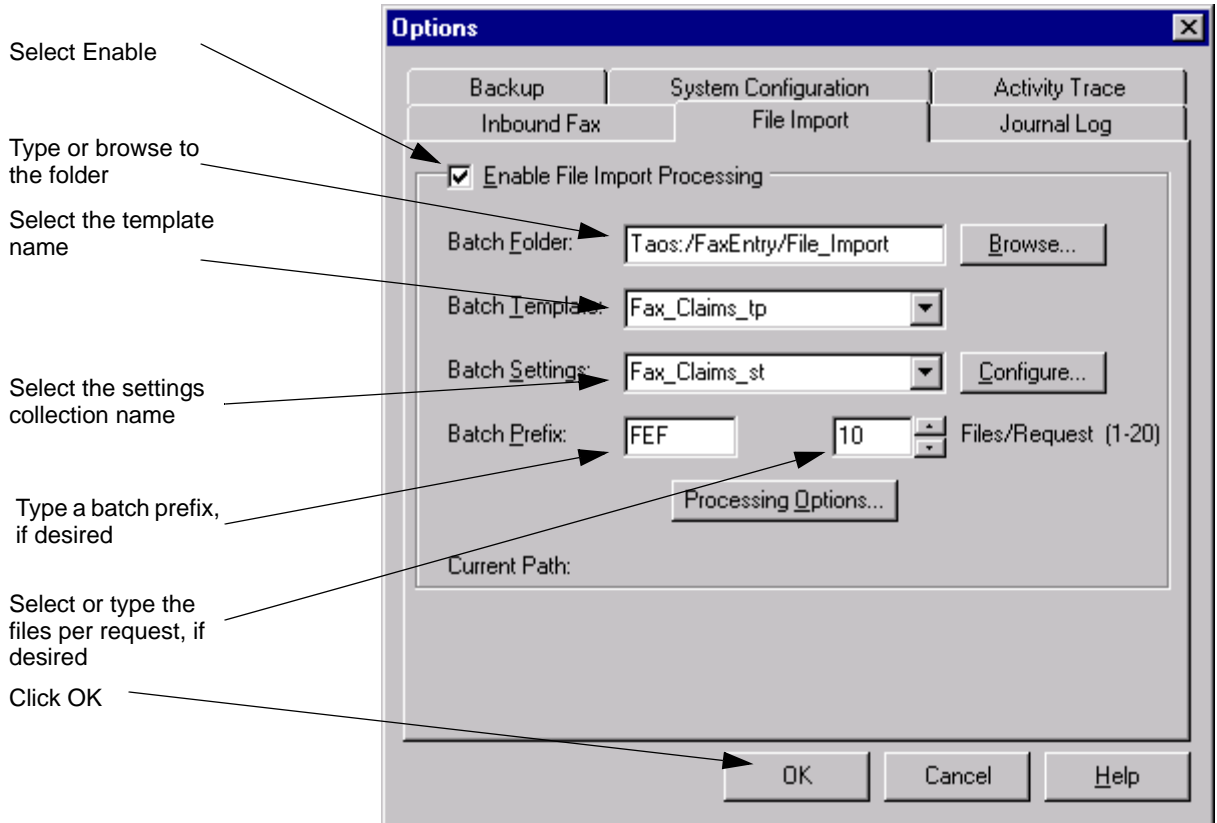 Options
Select Enable
Backup System Configuration Activity Trace
Inbound Fax File Import Journal Log
Type or browse to
the folder
Enable File Import Processing
Select the template
name
Batch Folder: Taos:/FaxEntry/File_Import Browse...
Batch Template: Fax_Claims_tp
Select the settings
collection name
Batch Settings: Fax_Claims_st Configure...
Batch Prefix: FEF 10 Files/Request (1-20)
Type a batch prefix,
if desired
Processing Options...
Current Path:
Select or type the
files per request, if
desired
Click OK
OK Cancel Help